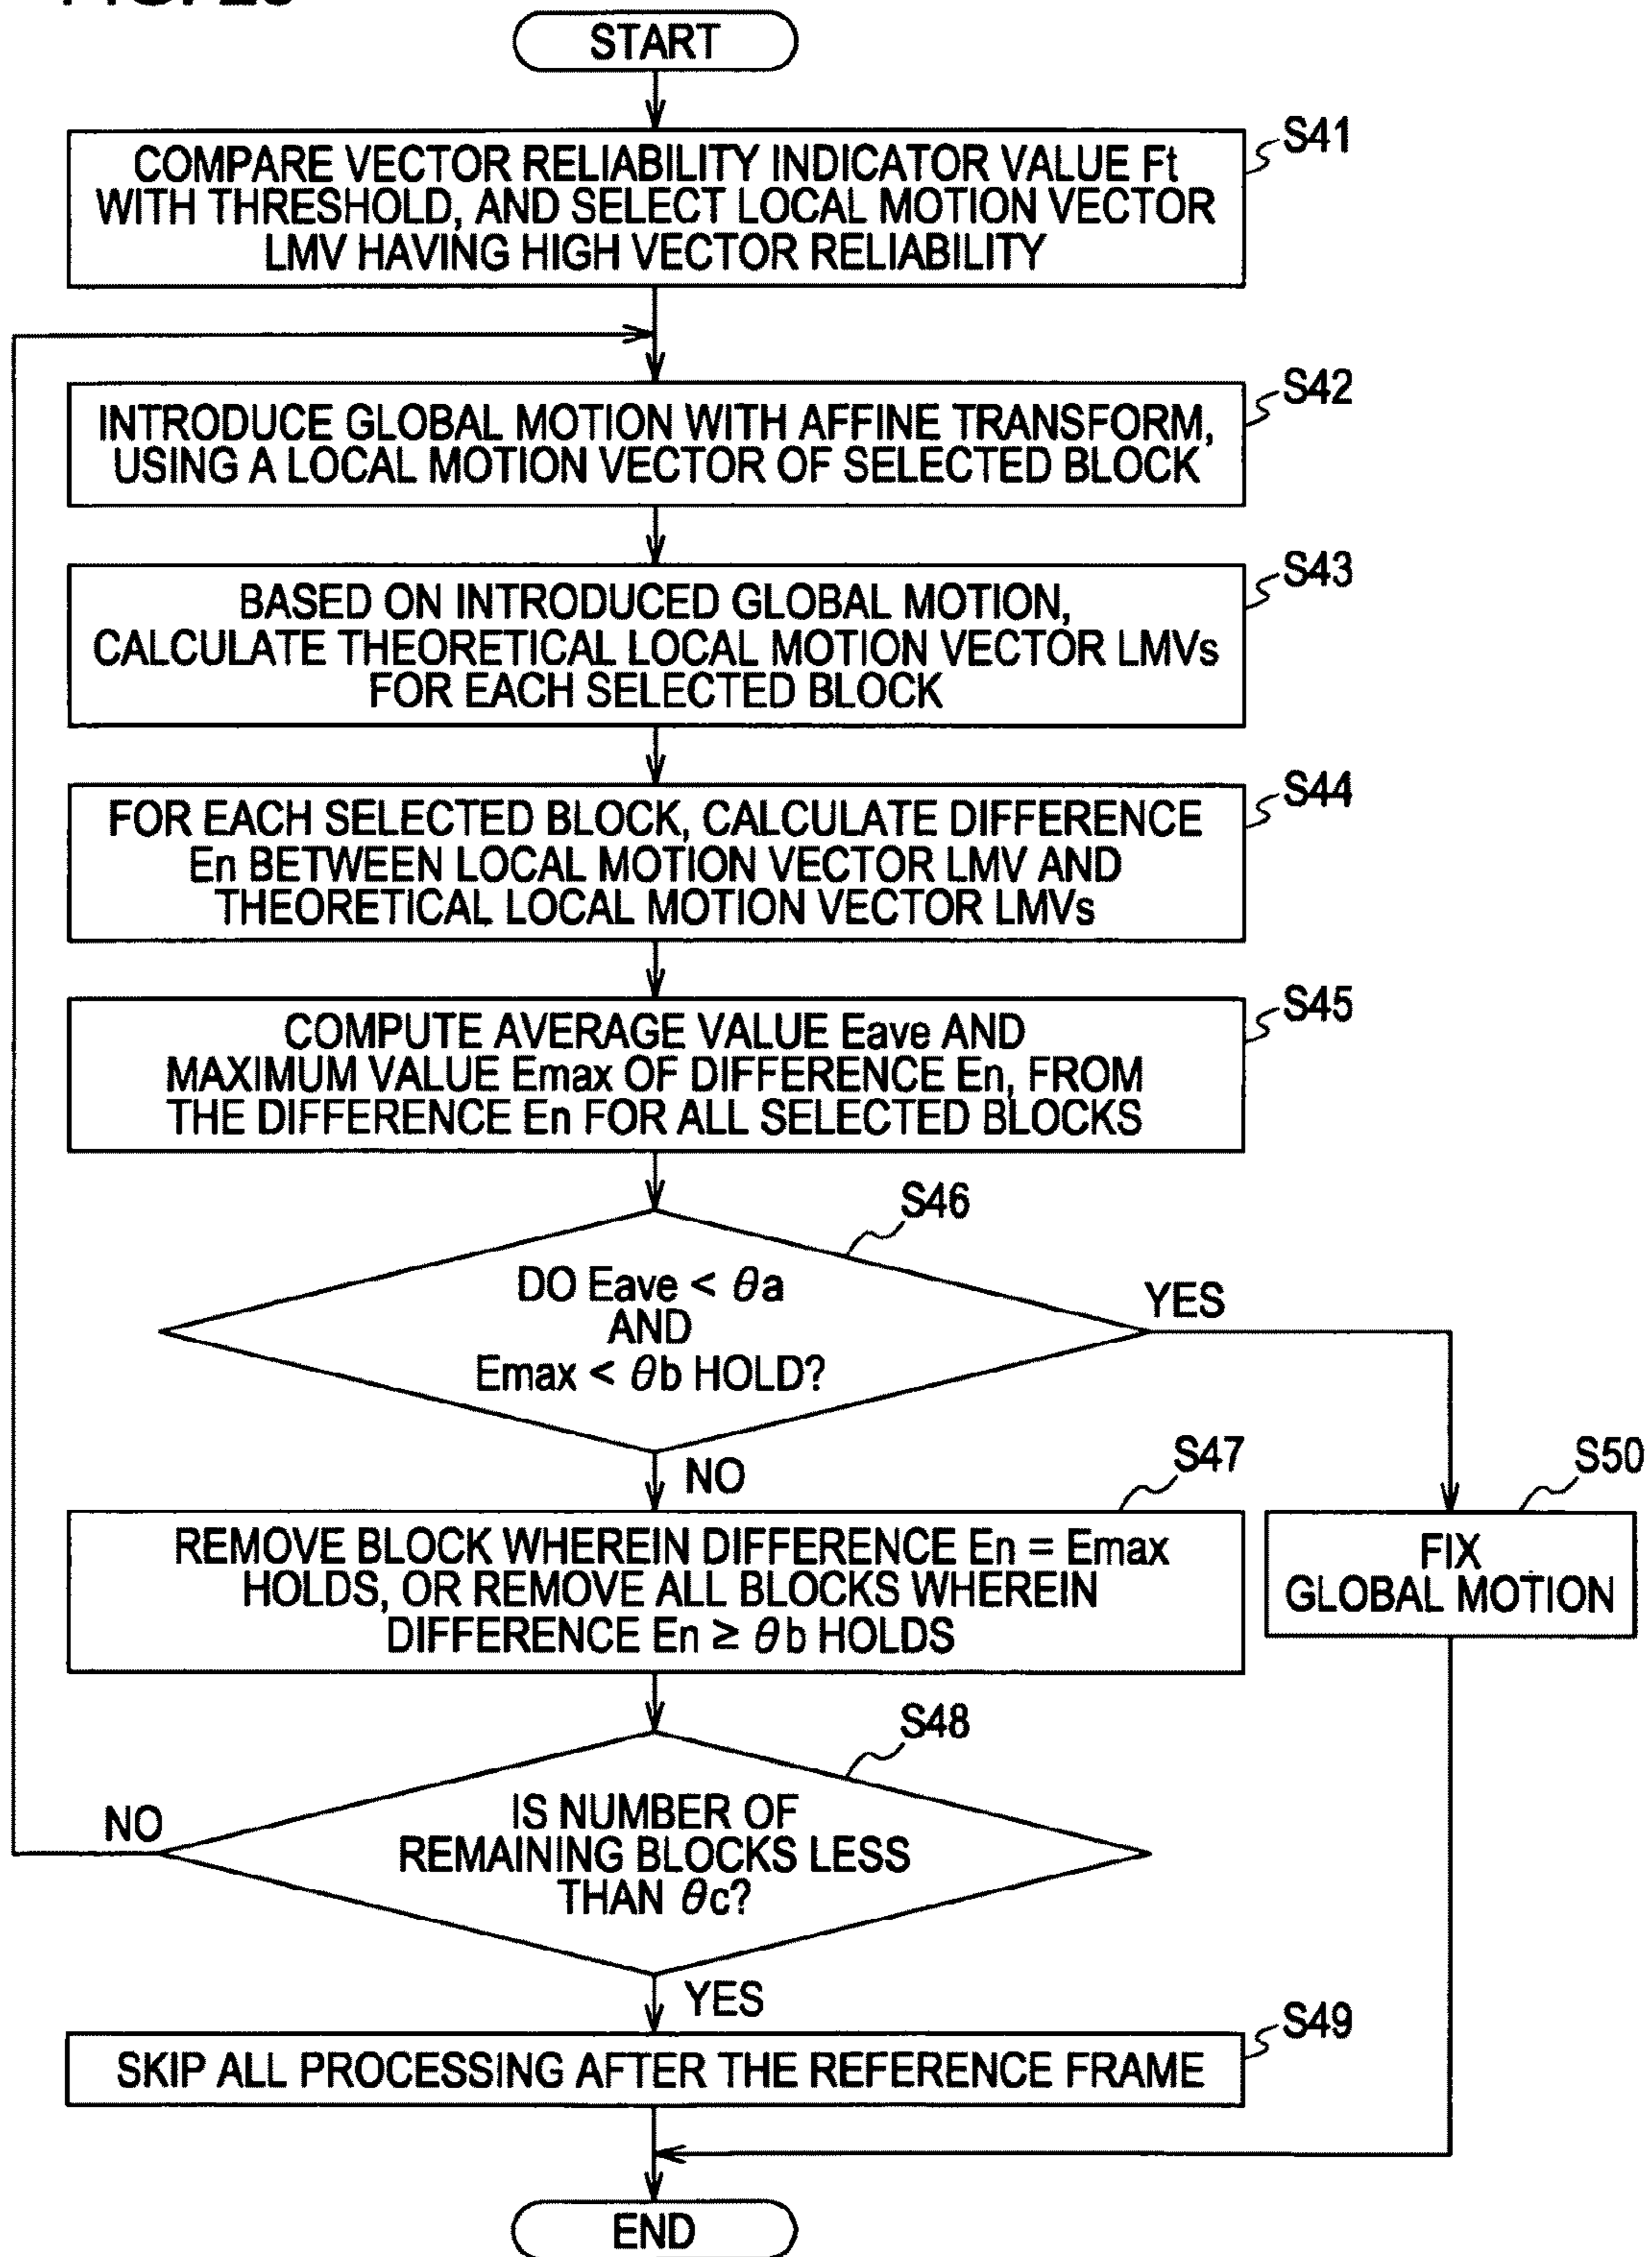 START
S41
COMPARE VECTOR RELIABILITY INDICATOR VALUE Ft
WITH THRESHOLD, AND SELECT LOCAL MOTION VECTOR
LMV HAVING HIGH VECTOR RELIABILITY
S42
INTRODUCE GLOBAL MOTION WITH AFFINE TRANSFORM,
USING A LOCAL MOTION VECTOR OF SELECTED BLOCK
S43
BASED ON INTRODUCED GLOBAL MOTION,
CALCULATE THEORETICAL LOCAL MOTION VECTOR LMVs
FOR EACH SELECTED BLOCK
S44
FOR EACH SELECTED BLOCK, CALCULATE DIFFERENCE
En BETWEEN LOCAL MOTION VECTOR LMV AND
THEORETICAL LOCAL MOTION VECTOR LMVs
S45
COMPUTE AVERAGE VALUE Eave AND
MAXIMUM VALUE Emax OF DIFFERENCE En, FROM
THE DIFFERENCE En FOR ALL SELECTED BLOCKS
S46
DO Eave < θa
AND
Emax < θb HOLD?
YES
NO
S47
REMOVE BLOCK WHEREIN DIFFERENCE En = Emax
HOLDS, OR REMOVE ALL BLOCKS WHEREIN
DIFFERENCE En ≥ θb HOLDS
S50
FIX
GLOBAL MOTION
S48
IS NUMBER OF
REMAINING BLOCKS LESS
THAN θc?
NO
YES
S49
SKIP ALL PROCESSING AFTER THE REFERENCE FRAME
END